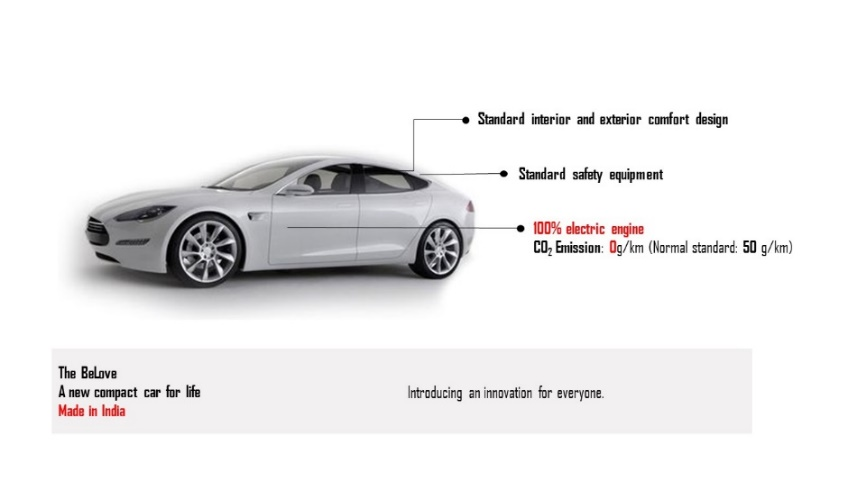 Standard interior and exterior comfort design
Standard safety equipment
100% electric engine
CO₂ Emission: 0g/km (Normal standard: 50 g/km)
The BeLove
A new compact car for life
Made in India
Introducing an innovation for everyone.